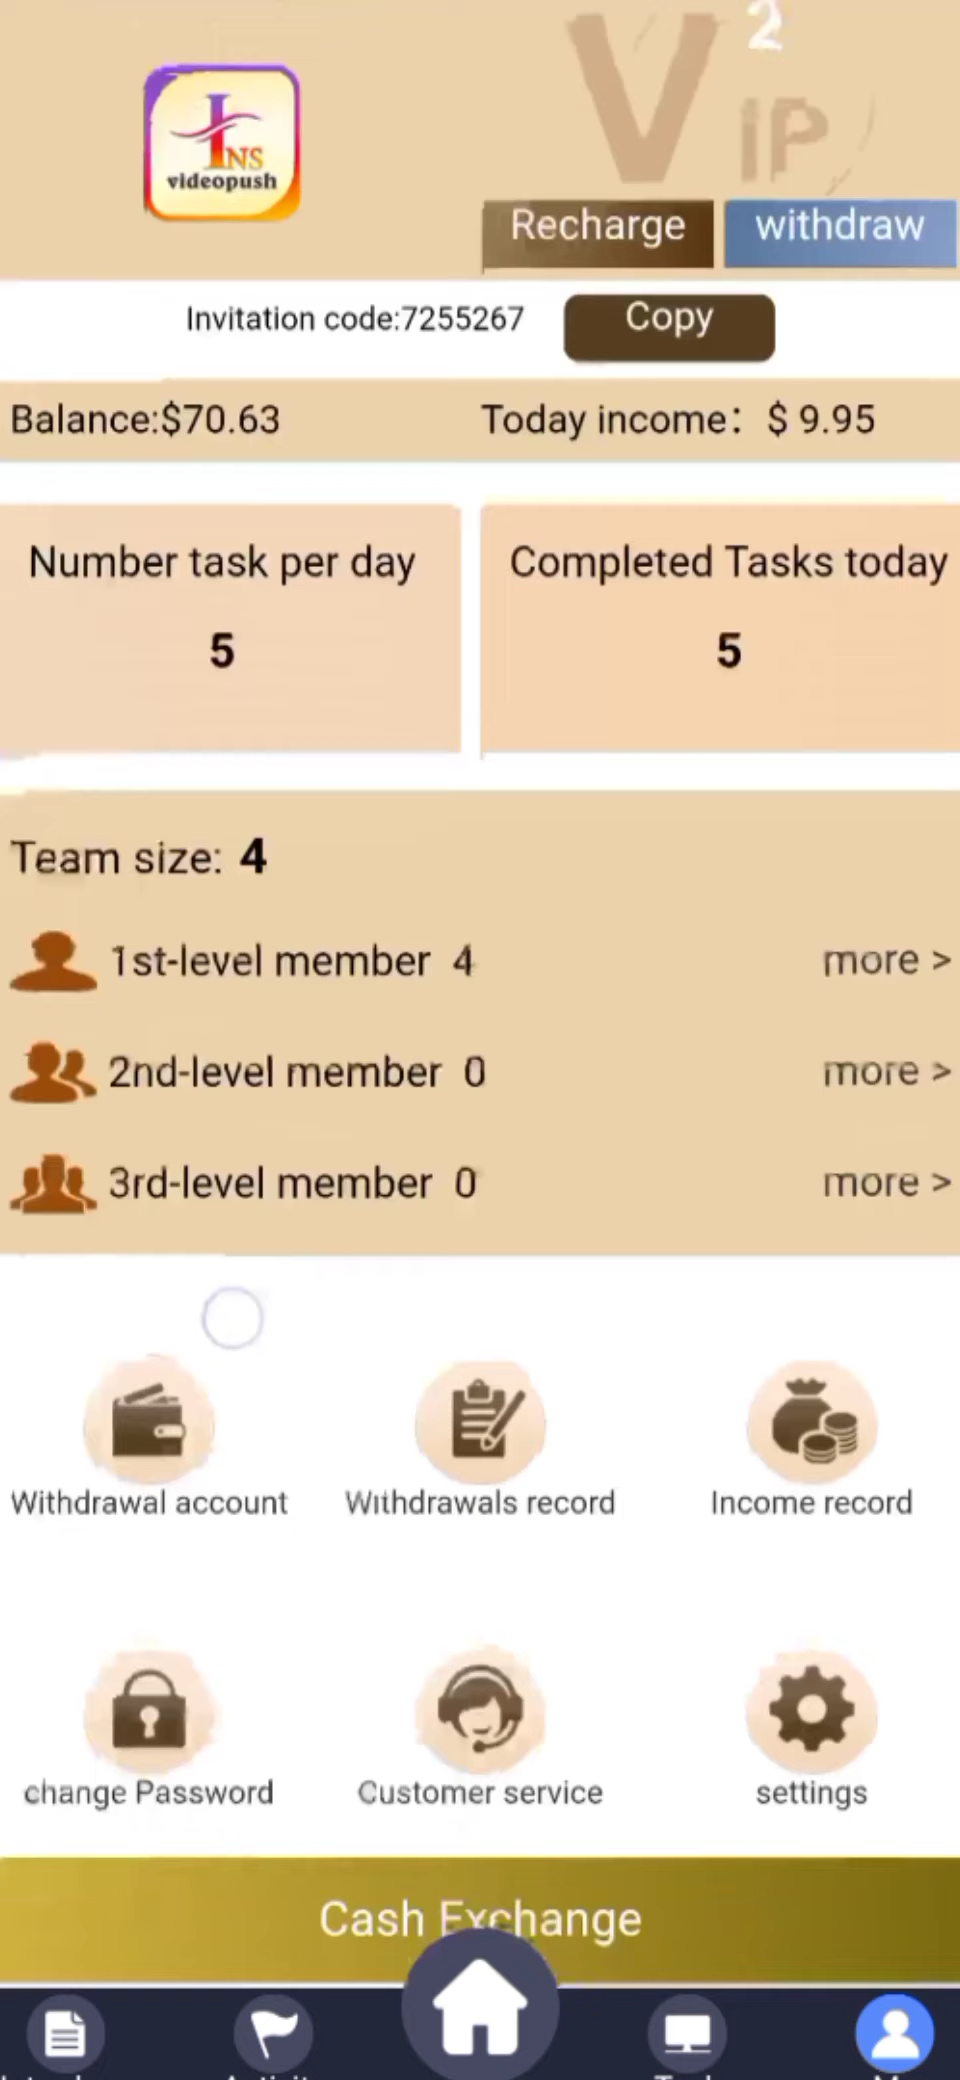 2
VIP
INS
videopush
Recharge
withdraw
Invitation code:7255267
Copy
Balance:$70.63
Today income: $ 9.95
Number task per day
5
Completed Tasks today
5
Team size: 4
1st-level member 4
more >
2nd-level member 0
more >
3rd-level member 0
more >
Withdrawal account
Withdrawals record
Income record
change Password
Customer service
settings
Cash Exchange